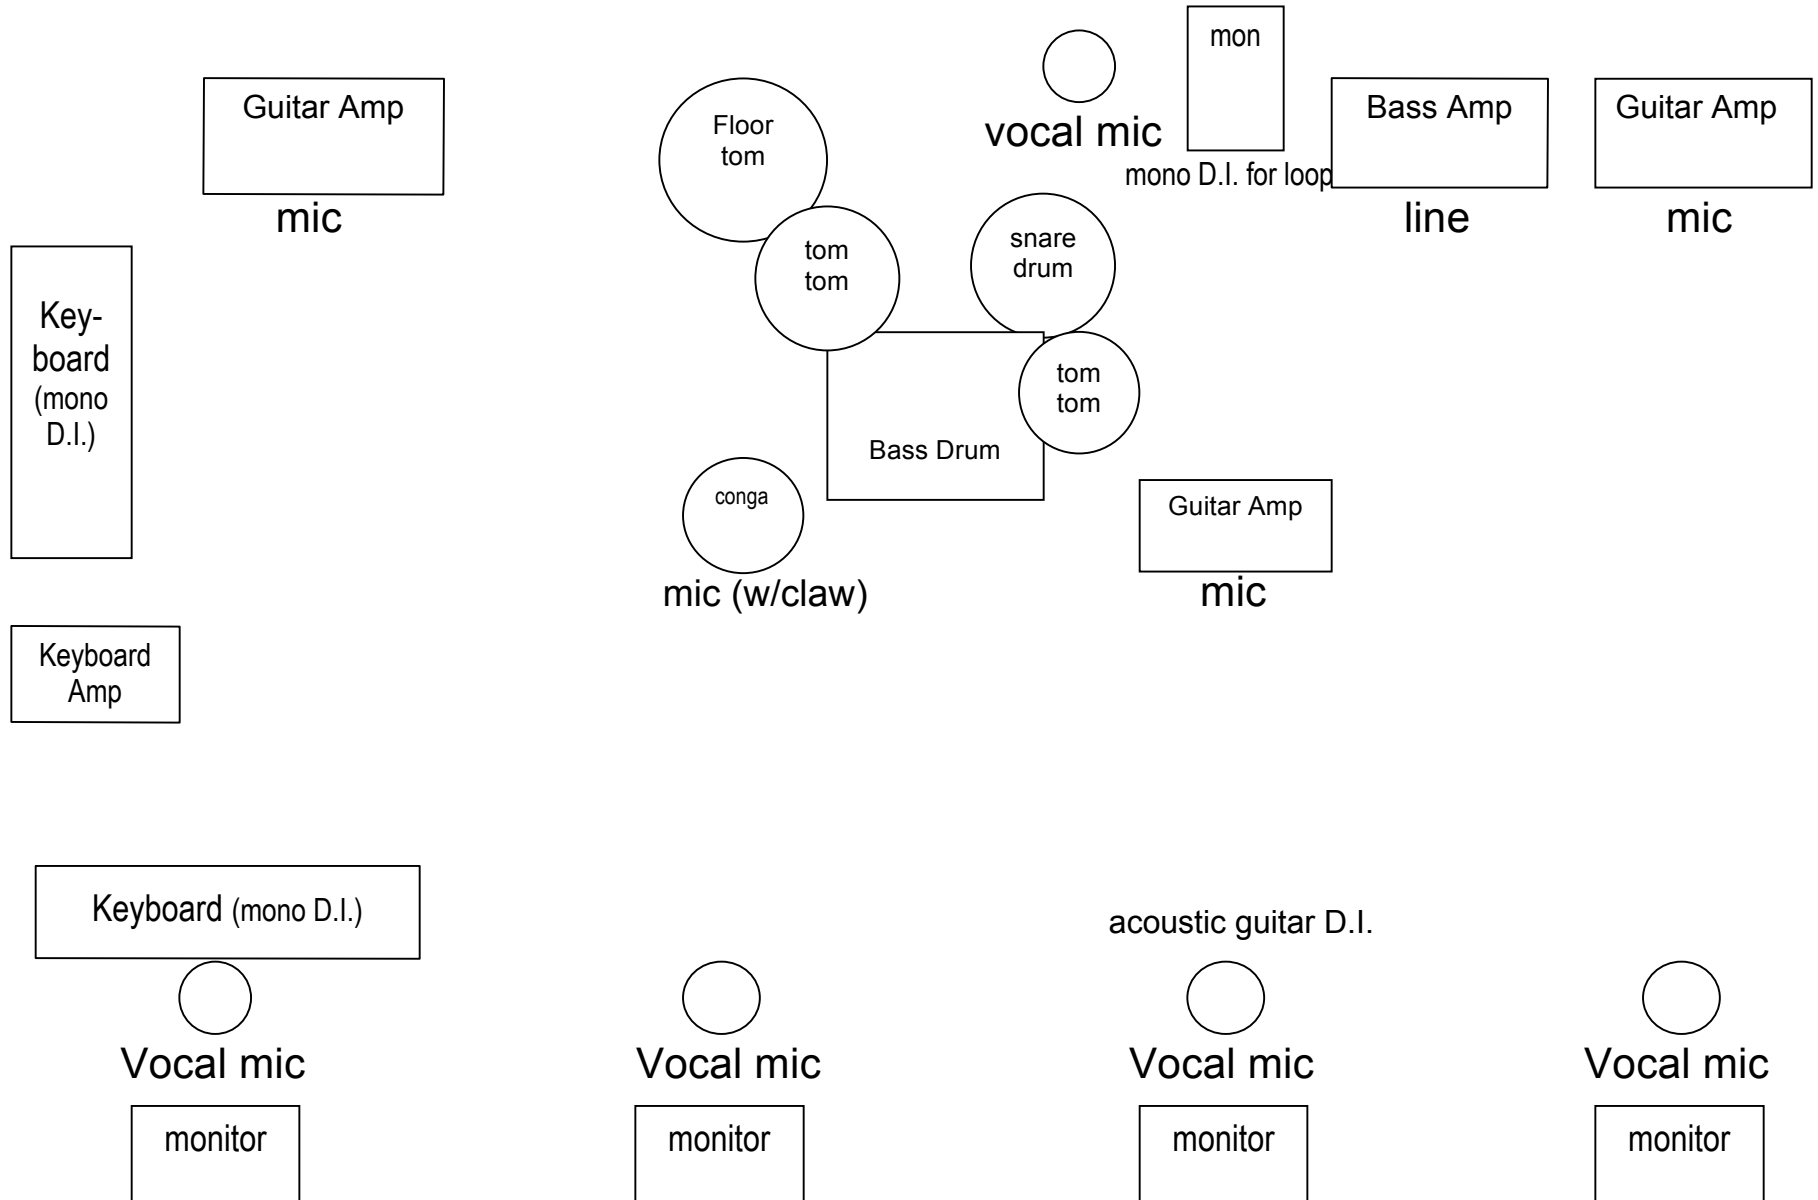 mon
Guitar Amp
Floor
tom
vocal mic
Bass Amp
Guitar Amp
mono D.I. for loop
mic
line
mic
tom
tom
snare
drum
Key-
board
(mono
D.I.)
tom
tom
Bass Drum
conga
Guitar Amp
mic (w/claw)
mic
Keyboard
Amp
Keyboard (mono D.I.)
acoustic guitar D.I.
Vocal mic
Vocal mic
Vocal mic
Vocal mic
monitor
monitor
monitor
monitor